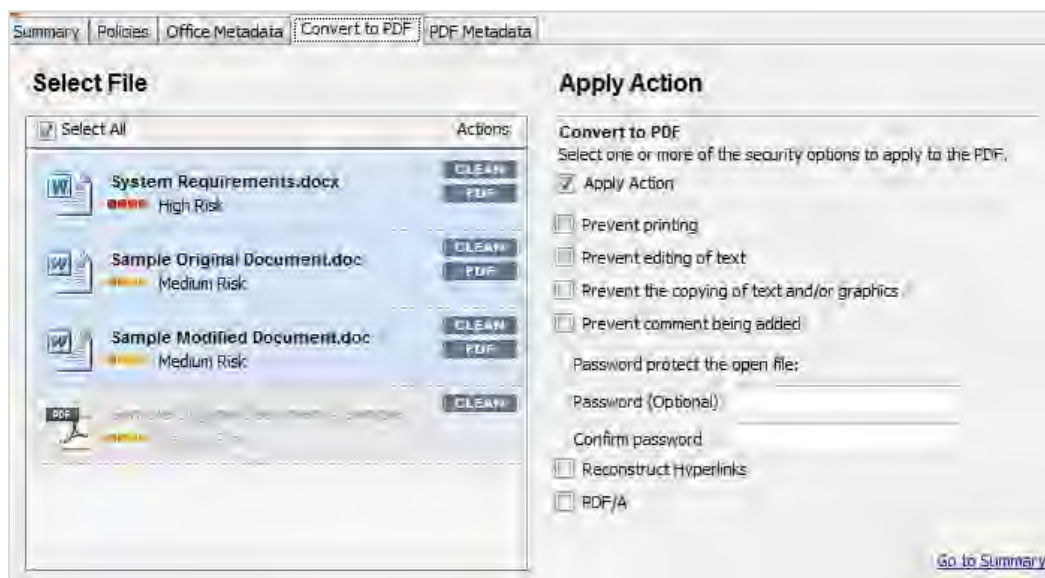 Summary Policies Office Metadata Convert to PDF PDF Metadata
Select File
Select All Actions
System Requirements.docx
High Risk
CLEAN
PDF
Sample Original Document.doc
Medium Risk
CLEAN
PDF
Sample Modified Document.doc
Medium Risk
CLEAN
PDF
PDF
CLEAN
Apply Action
Convert to PDF
Select one or more of the security options to apply to the PDF.
Apply Action
Prevent printing
Prevent editing of text
Prevent the copying of text and/or graphics
Prevent comment being added
Password protect the open file:
Password (Optional)
Confirm password
Reconstruct Hyperlinks
PDF/A
Go to Summary